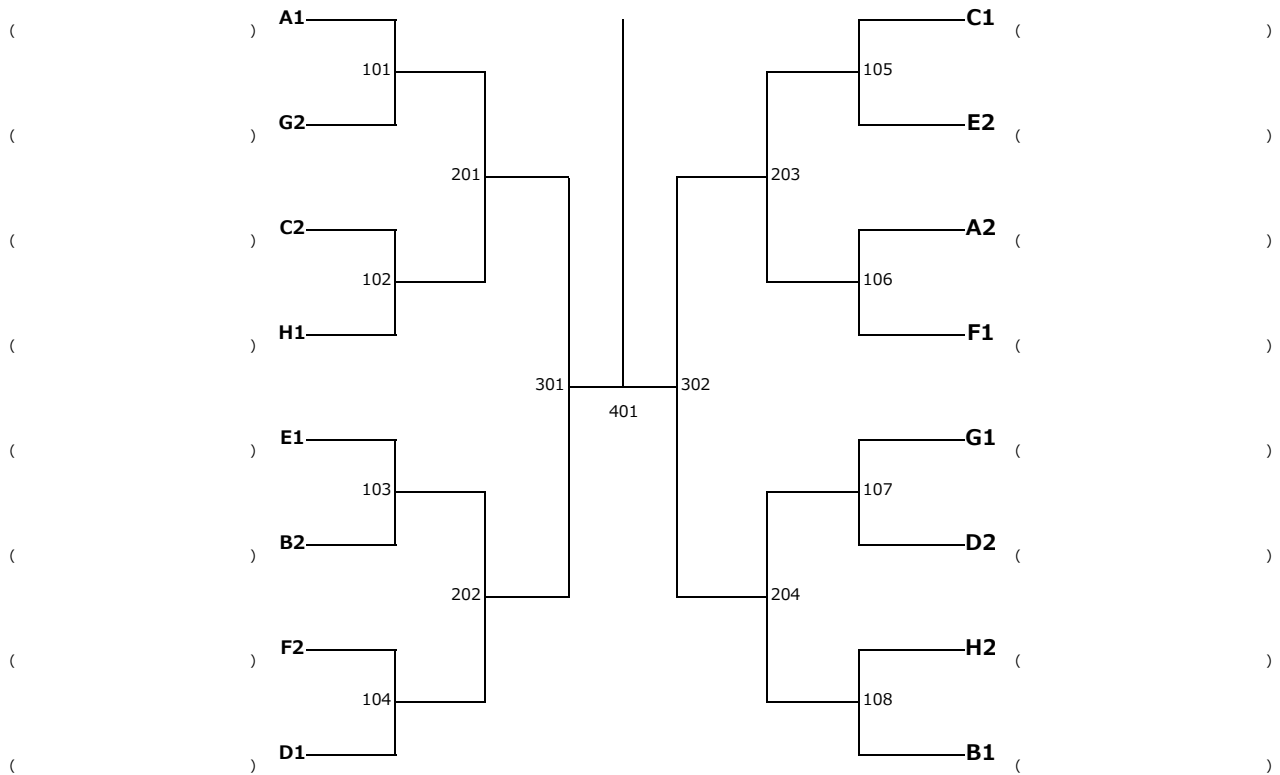 A1 C1
( ) ( )
101 105
G2 E2
( ) ( )
201 203
C2 A2
( ) ( )
102 106
H1 F1
( ) ( )
301 302
401
E1 G1
( ) ( )
103 107
B2 D2
( ) ( )
202 204
F2 H2
( ) ( )
104 108
D1 B1
( ) ( )